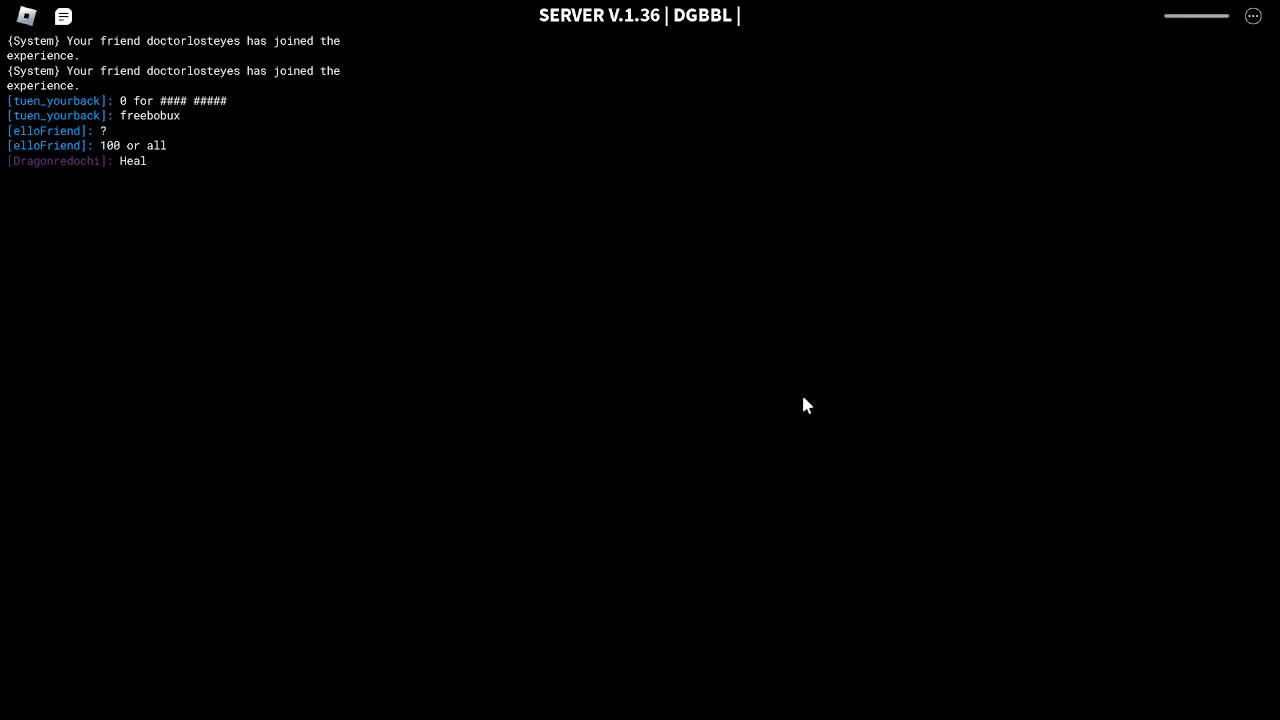 SERVER V.1.36 | DGBBL |
{System} Your friend doctorlosteyes has joined the
experience.
{System} Your friend doctorlosteyes has joined the
experience.
[tuen_yourback]: 0 for #### #####
[tuen_yourback]: freebobux
[elloFriend]: ?
[elloFriend]: 100 or all
[Dragonredochi]: Heal